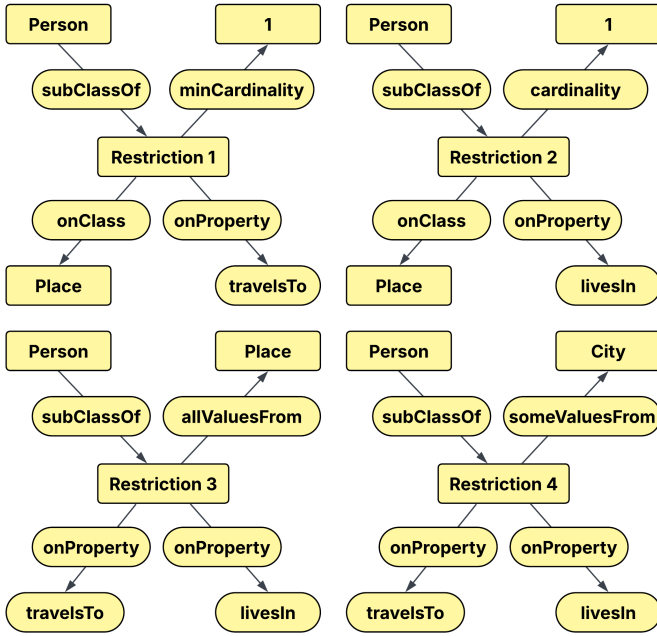 Person
1
subClassOf
minCardinality
Restriction 1
onClass
onProperty
Place
travelsTo
Person
1
subClassOf
cardinality
Restriction 2
onClass
onProperty
Place
livesIn
Person
Place
subClassOf
allValuesFrom
Restriction 3
onProperty
onProperty
travelsTo
livesIn
Person
City
subClassOf
someValuesFrom
Restriction 4
onProperty
onProperty
travelsTo
livesIn